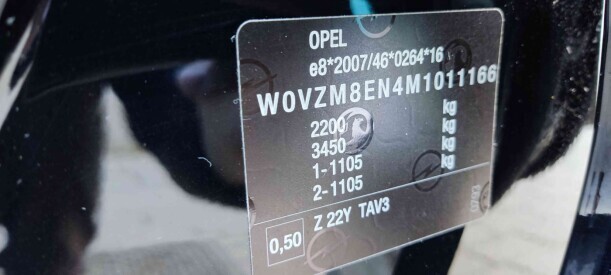 OPEL
e8*2007/46*0264*16
W0VZM8EN4M1011166
2200 kg
3450 kg
1-1105 kg
2-1105
0,50 Z 22Y TAV3